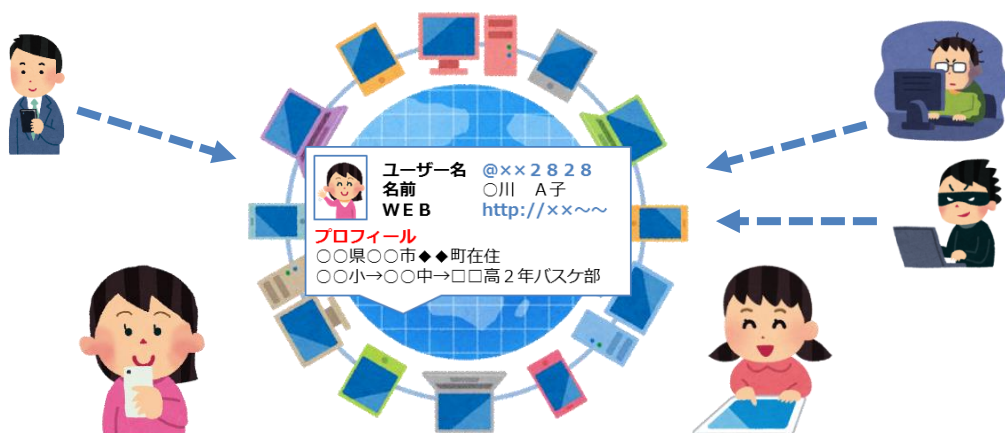 ユーザー名 @××2828
名前 ○川 A子
WEB http://××～～
プロフィール
○○県○○市◆◆町在住
○○小→○○中→□□高2年バスケ部